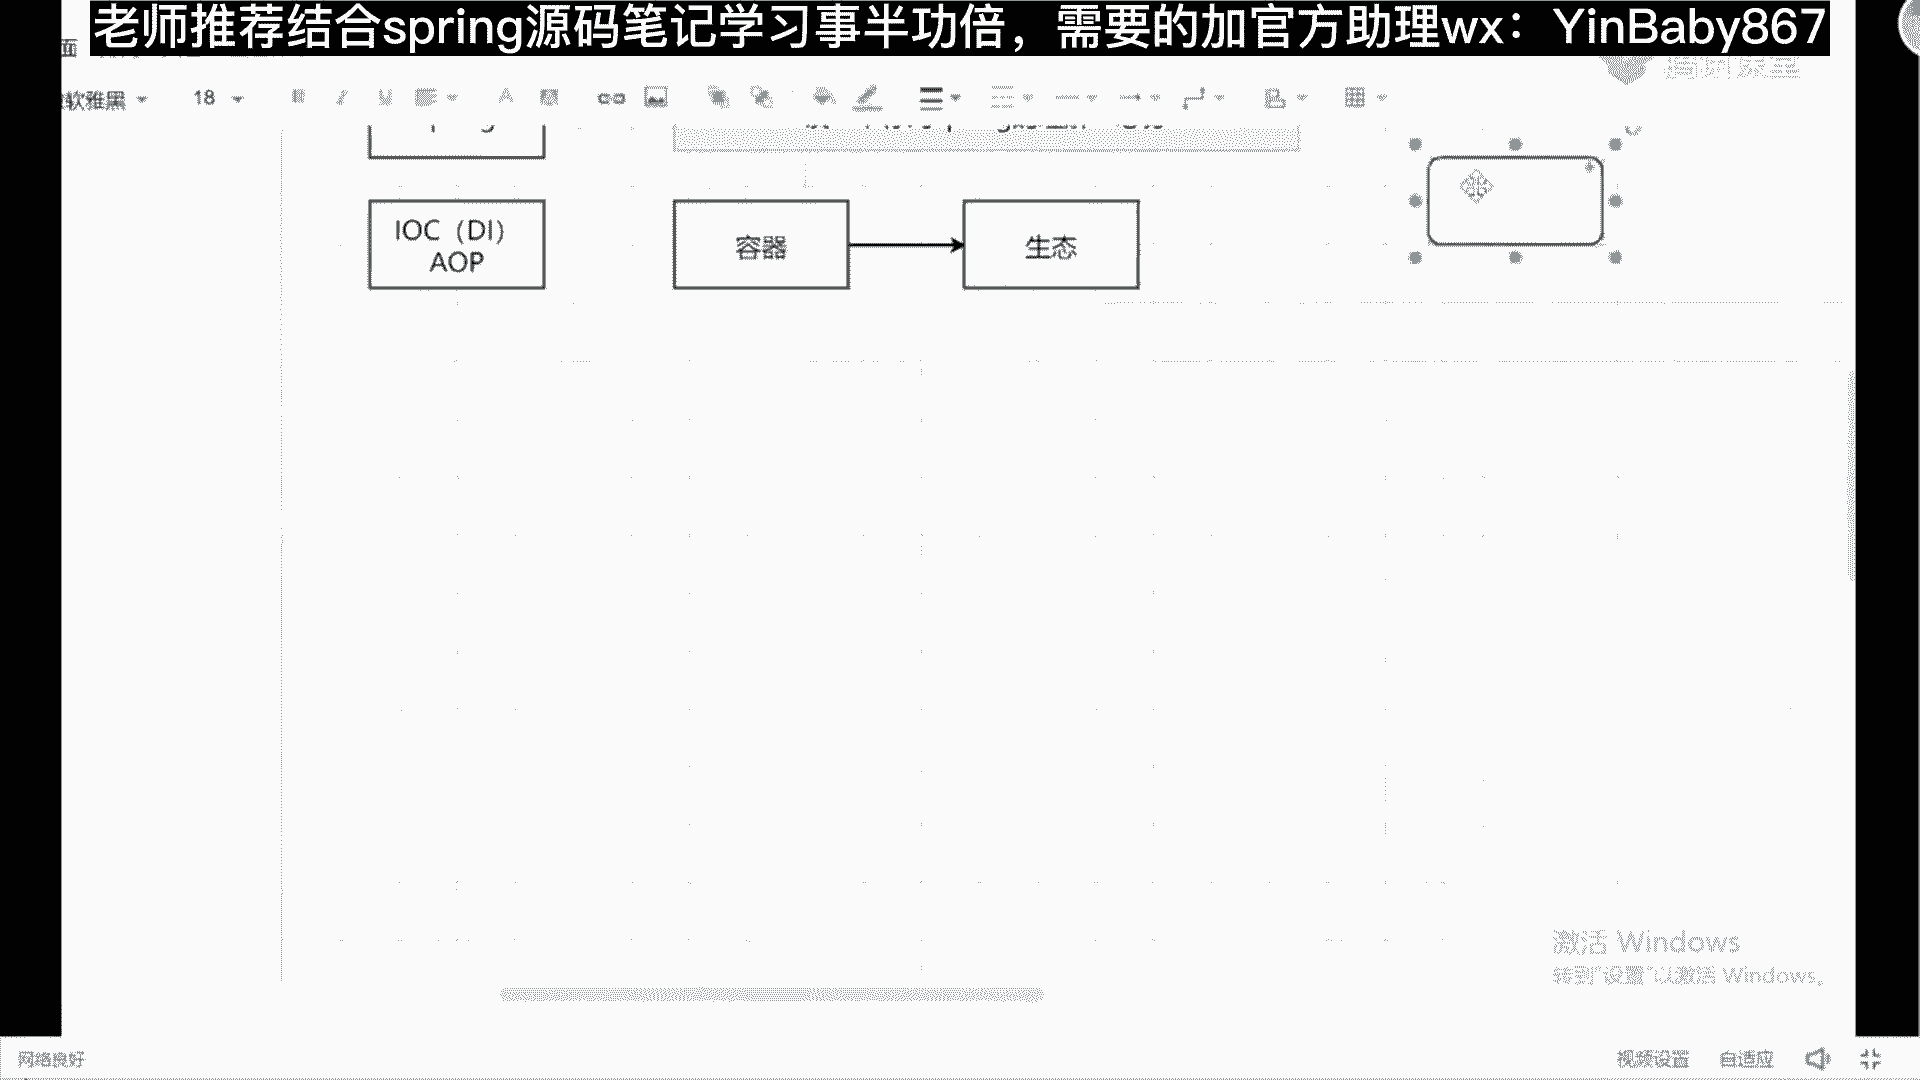 老师推荐结合spring源码笔记学习事半功倍，需要的加官方助理wx：YinBaby867
软雅黑
18
IOC（DI）
AOP
容器
生态
激活 Windows
转到"设置"以激活 Windows。
网络良好
视频设置
自适应